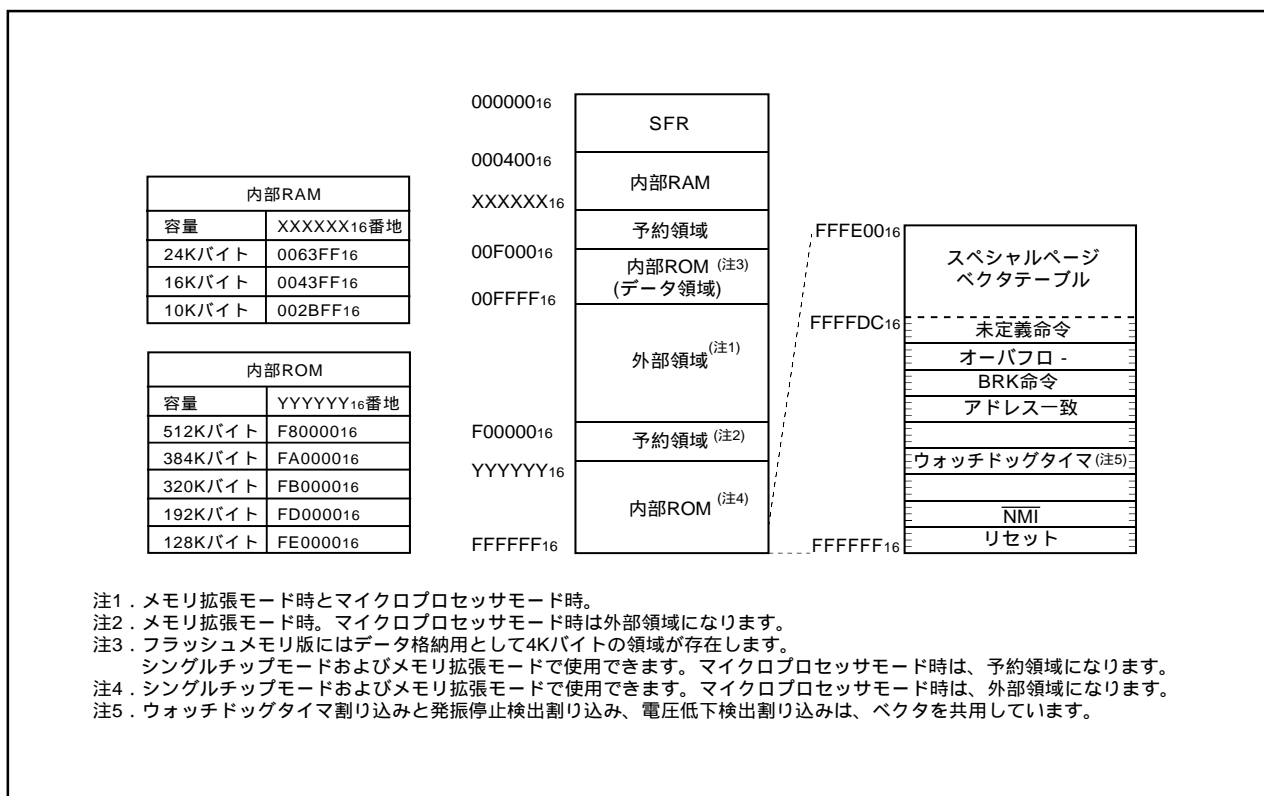 内部RAM
容量 XXXXXX16番地
24Kバイト 0063FF16
16Kバイト 0043FF16
10Kバイト 002BFF16
内部ROM
容量 YYYYYY16番地
512Kバイト F8000016
384Kバイト FA000016
320Kバイト FB000016
192Kバイト FD000016
128Kバイト FE000016
00000016
SFR
00040016
内部RAM
XXXXXX16
予約領域
00F00016
内部ROM (注3)
(データ領域)
00FFFF16
外部領域(注1)
F0000016
予約領域 (注2)
YYYYYY16
内部ROM (注4)
FFFFFF16
FFFE0016
スペシャルページ
ベクタテーブル
FFFFDC16
未定義命令
オーバフロ -
BRK命令
アドレス一致
ウォッチドッグタイマ(注5)
NMI
リセット
FFFFFF16
注1．メモリ拡張モード時とマイクロプロセッサモード時。
注2．メモリ拡張モード時。マイクロプロセッサモード時は外部領域になります。
注3．フラッシュメモリ版にはデータ格納用として4Kバイトの領域が存在します。
シングルチップモードおよびメモリ拡張モードで使用できます。マイクロプロセッサモード時は、予約領域になります。
注4．シングルチップモードおよびメモリ拡張モードで使用できます。マイクロプロセッサモード時は、外部領域になります。
注5．ウォッチドッグタイマ割り込みと発振停止検出割り込み、電圧低下検出割り込みは、ベクタを共用しています。